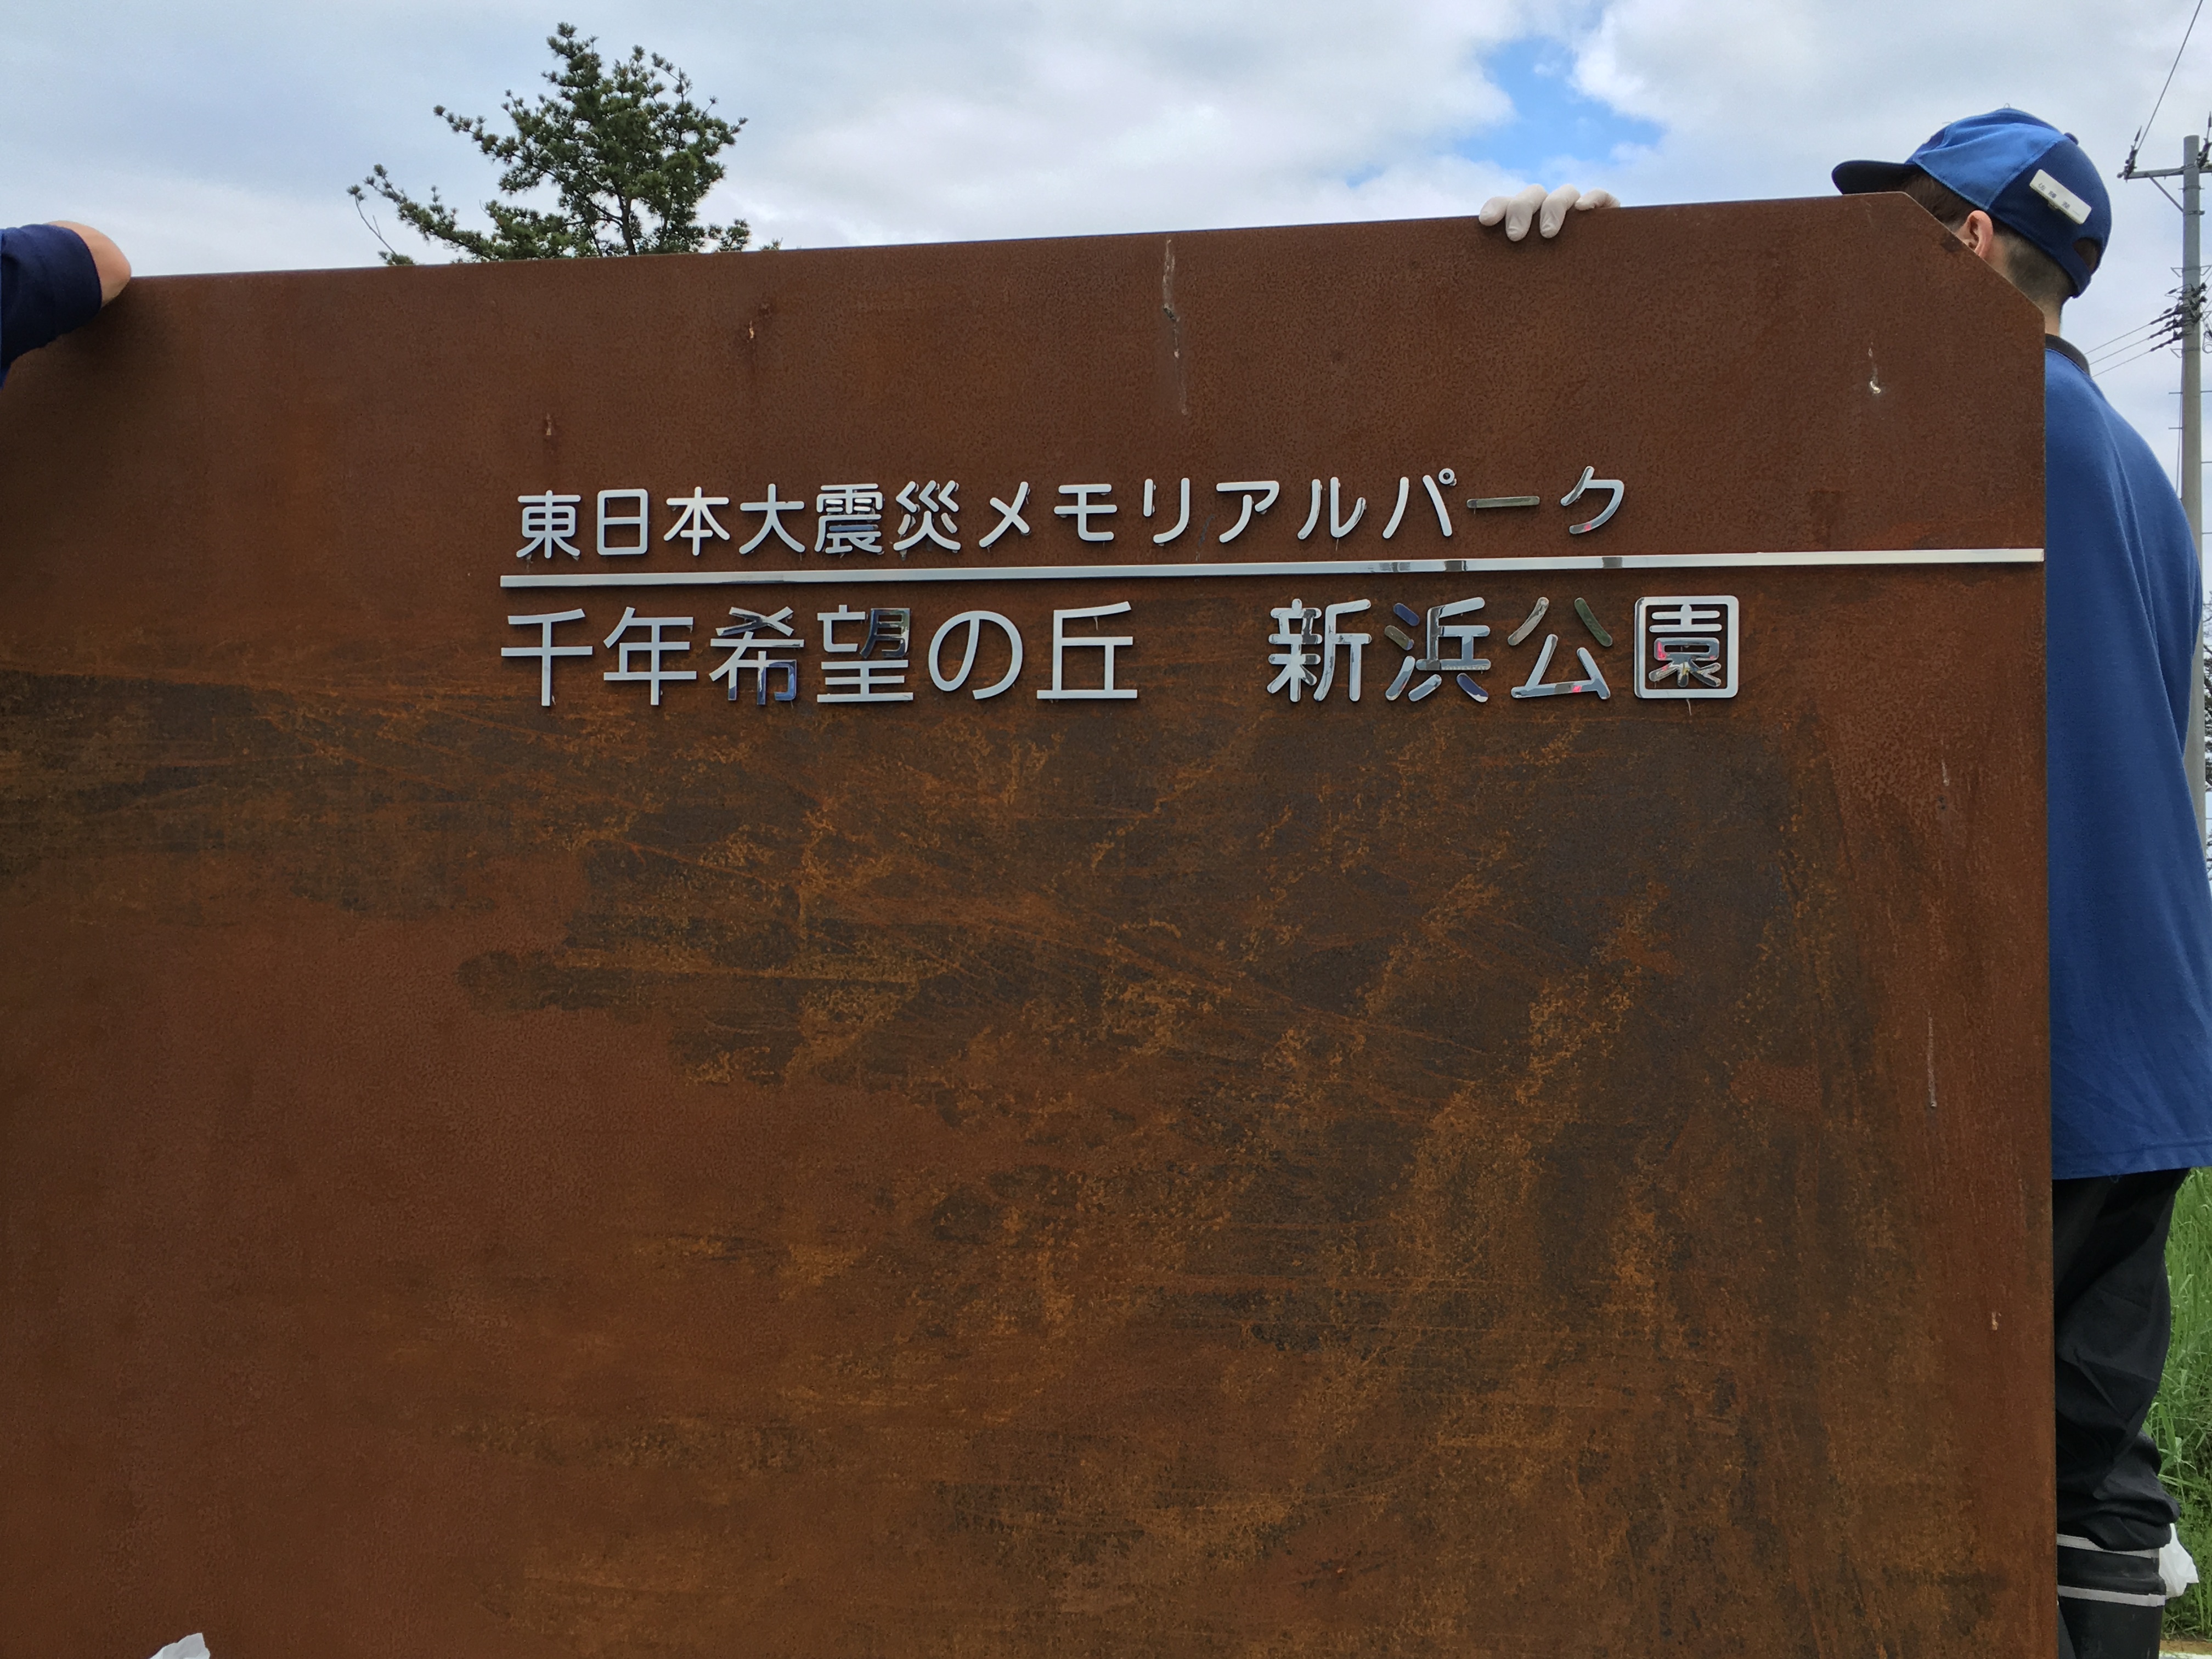 東日本大震災メモリアルパーク
千年希望の丘　新浜公園